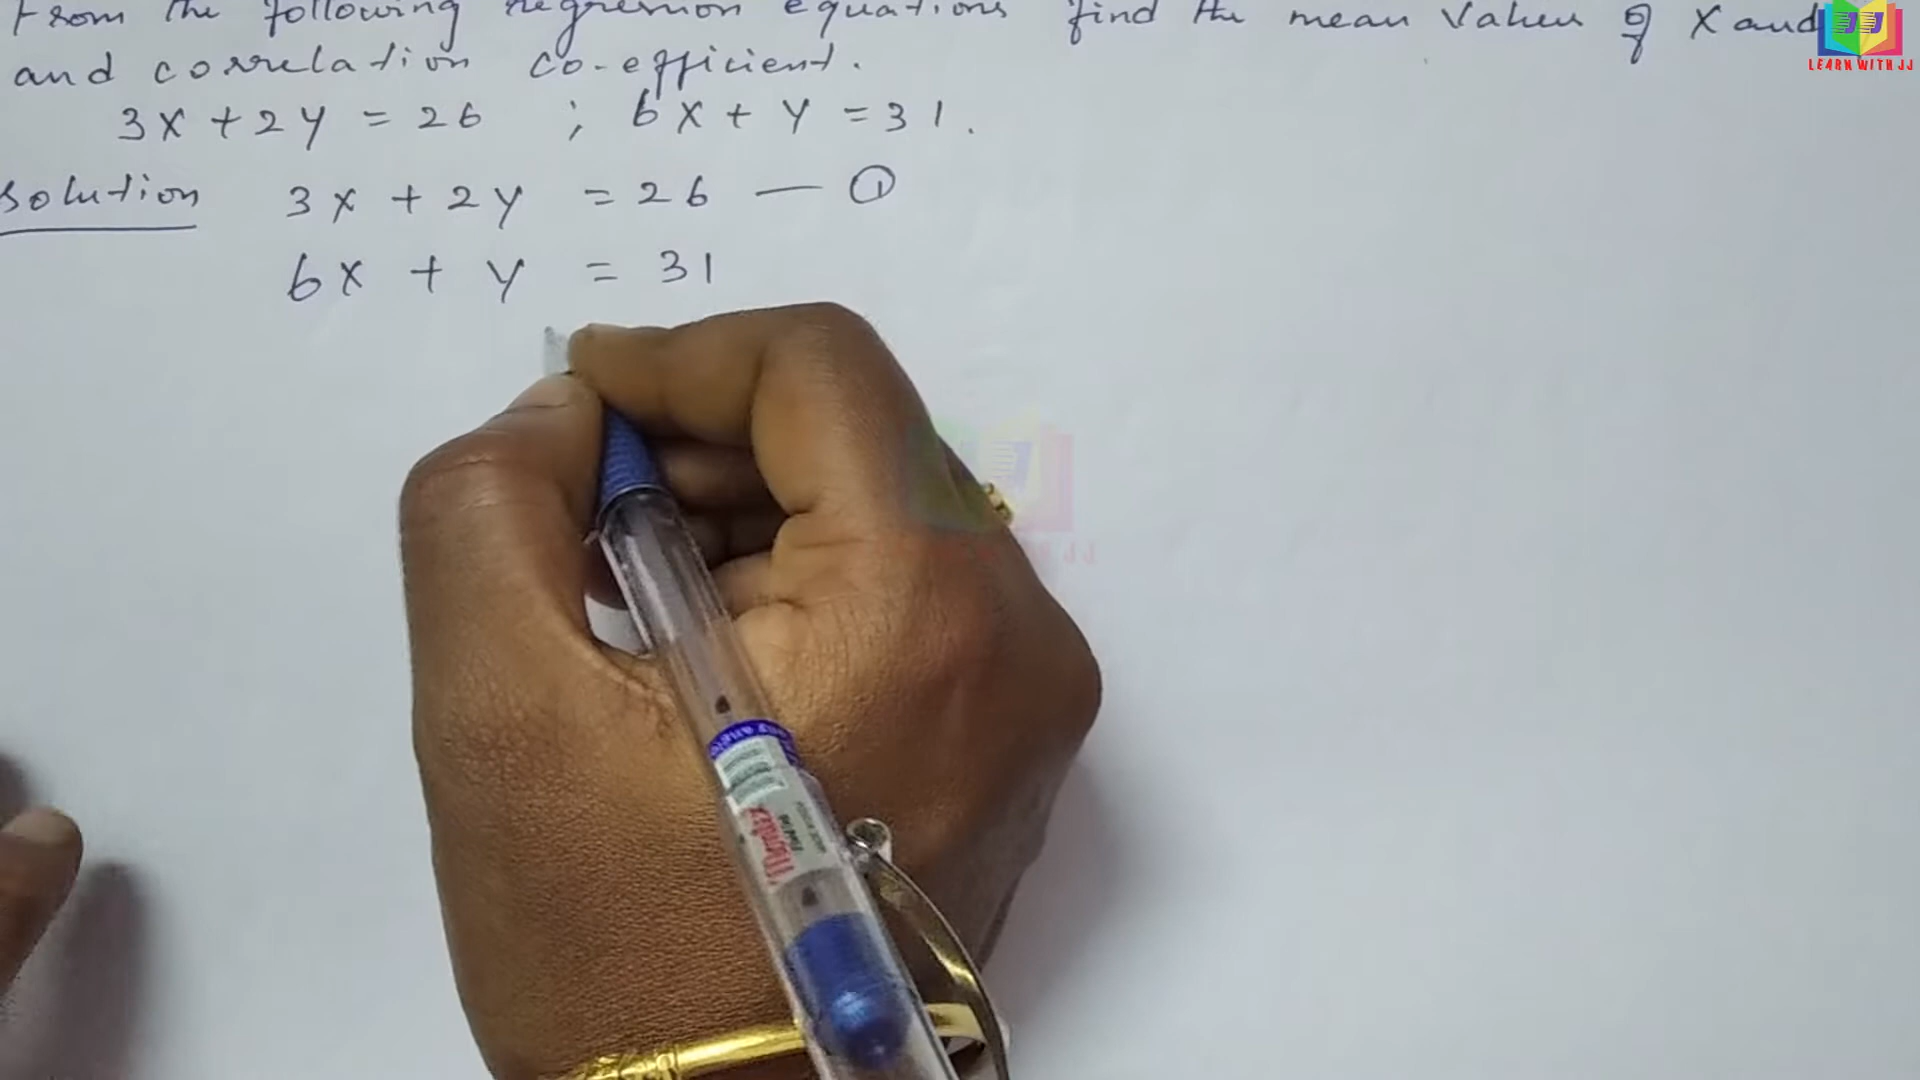 From the following regression equations find the mean values of X and
and correlation co-efficient.
3X + 2Y = 26 ; 6X + Y = 31.
Solution 3X + 2Y = 26 — ①
6X + Y = 31
LEARN WITH JJ